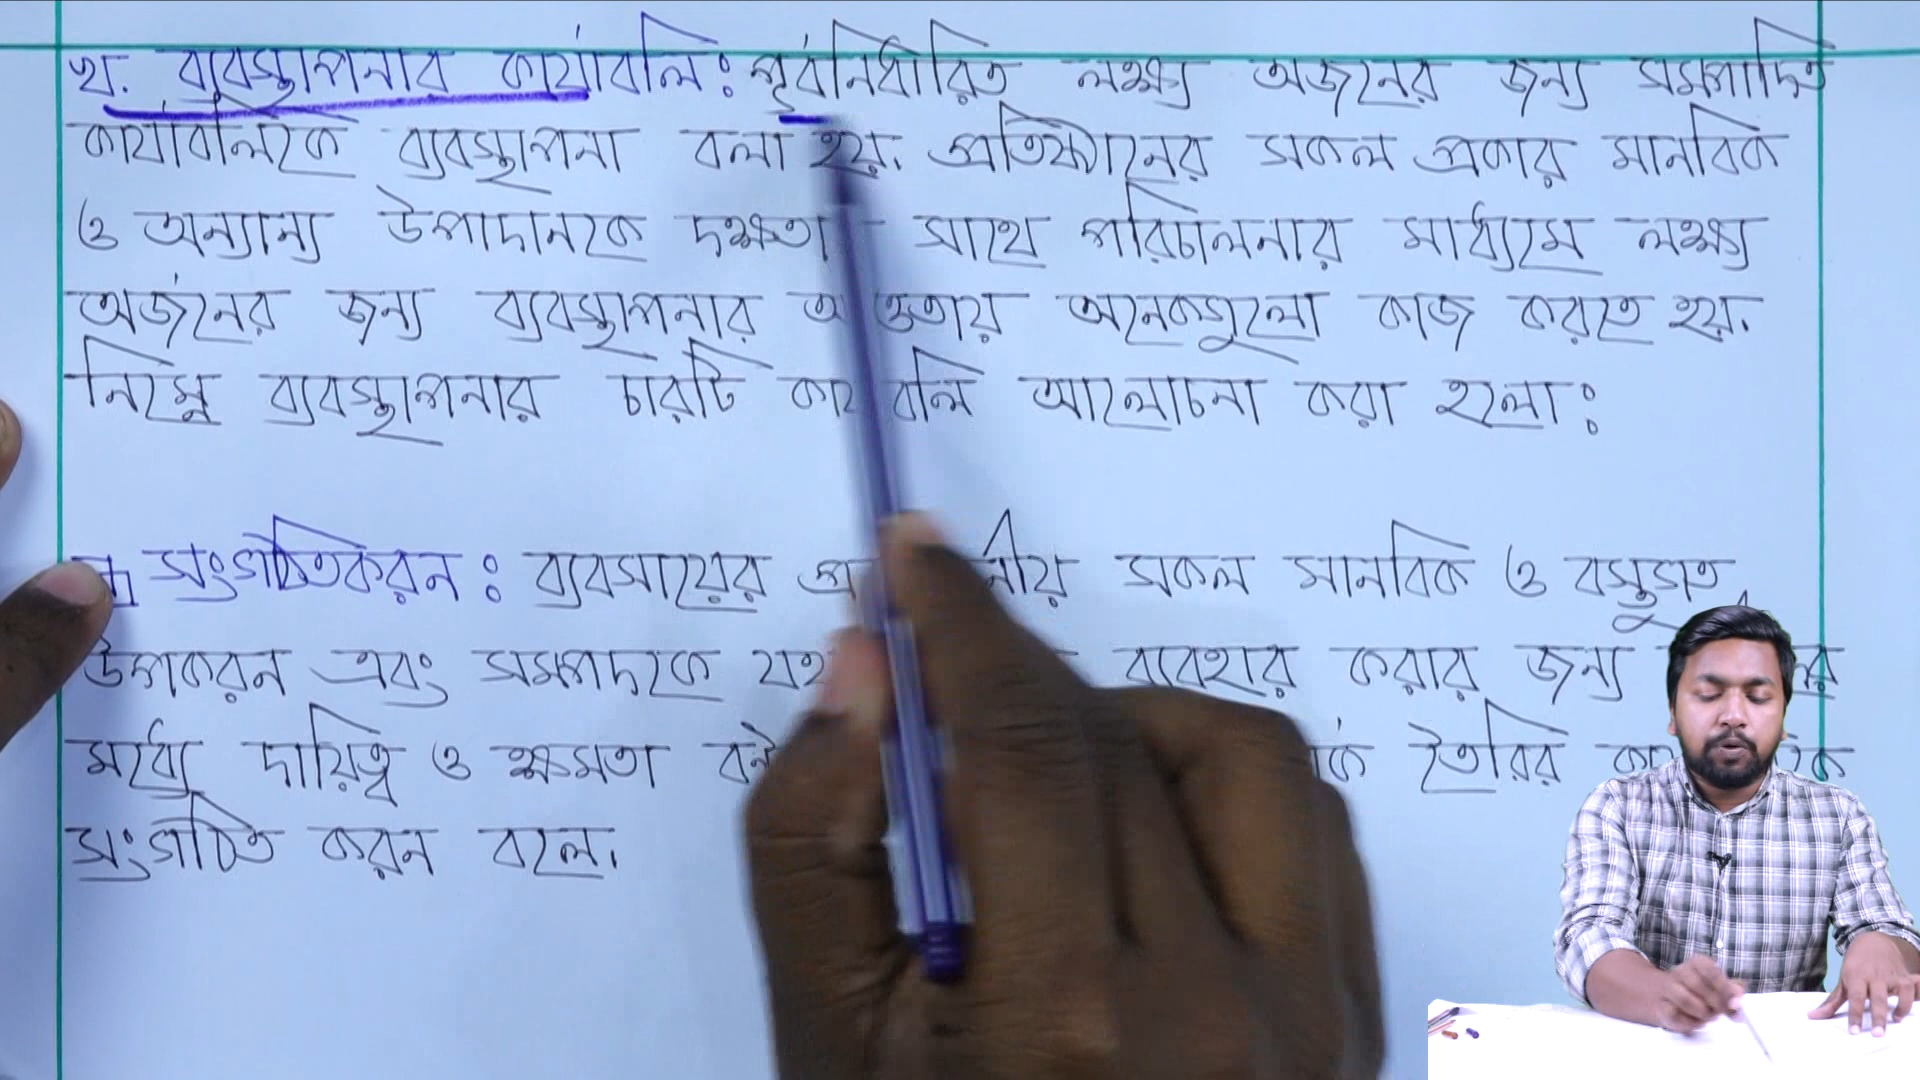 খ. ব্যবস্থাপনার কার্যাবলি: পূর্বনির্ধারিত লক্ষ্য অর্জনের জন্য সম্পাদিত
কার্যাবলিকে ব্যবস্থাপনা বলা হয়. প্রতিষ্ঠানের সকল প্রকার মানবিক
ও অন্যান্য উপাদানকে দক্ষতা সাথে পরিচালনার মাধ্যমে লক্ষ্য
অর্জনের জন্য ব্যবস্থাপনার অনেকগুলো কাজ করতে হয়.
নিম্নে ব্যবস্থাপনার চারটি আলোচনা করা হলো:
সংগঠিতকরন: ব্যবসায়ের সকল মানবিক ও বস্তুগত
উপকরন এবং সম্পদকে ব্যবহার করার জন্য
মধ্যে দায়িত্ব ও ক্ষমতা তৈরির
সংগঠিত করন বলে.